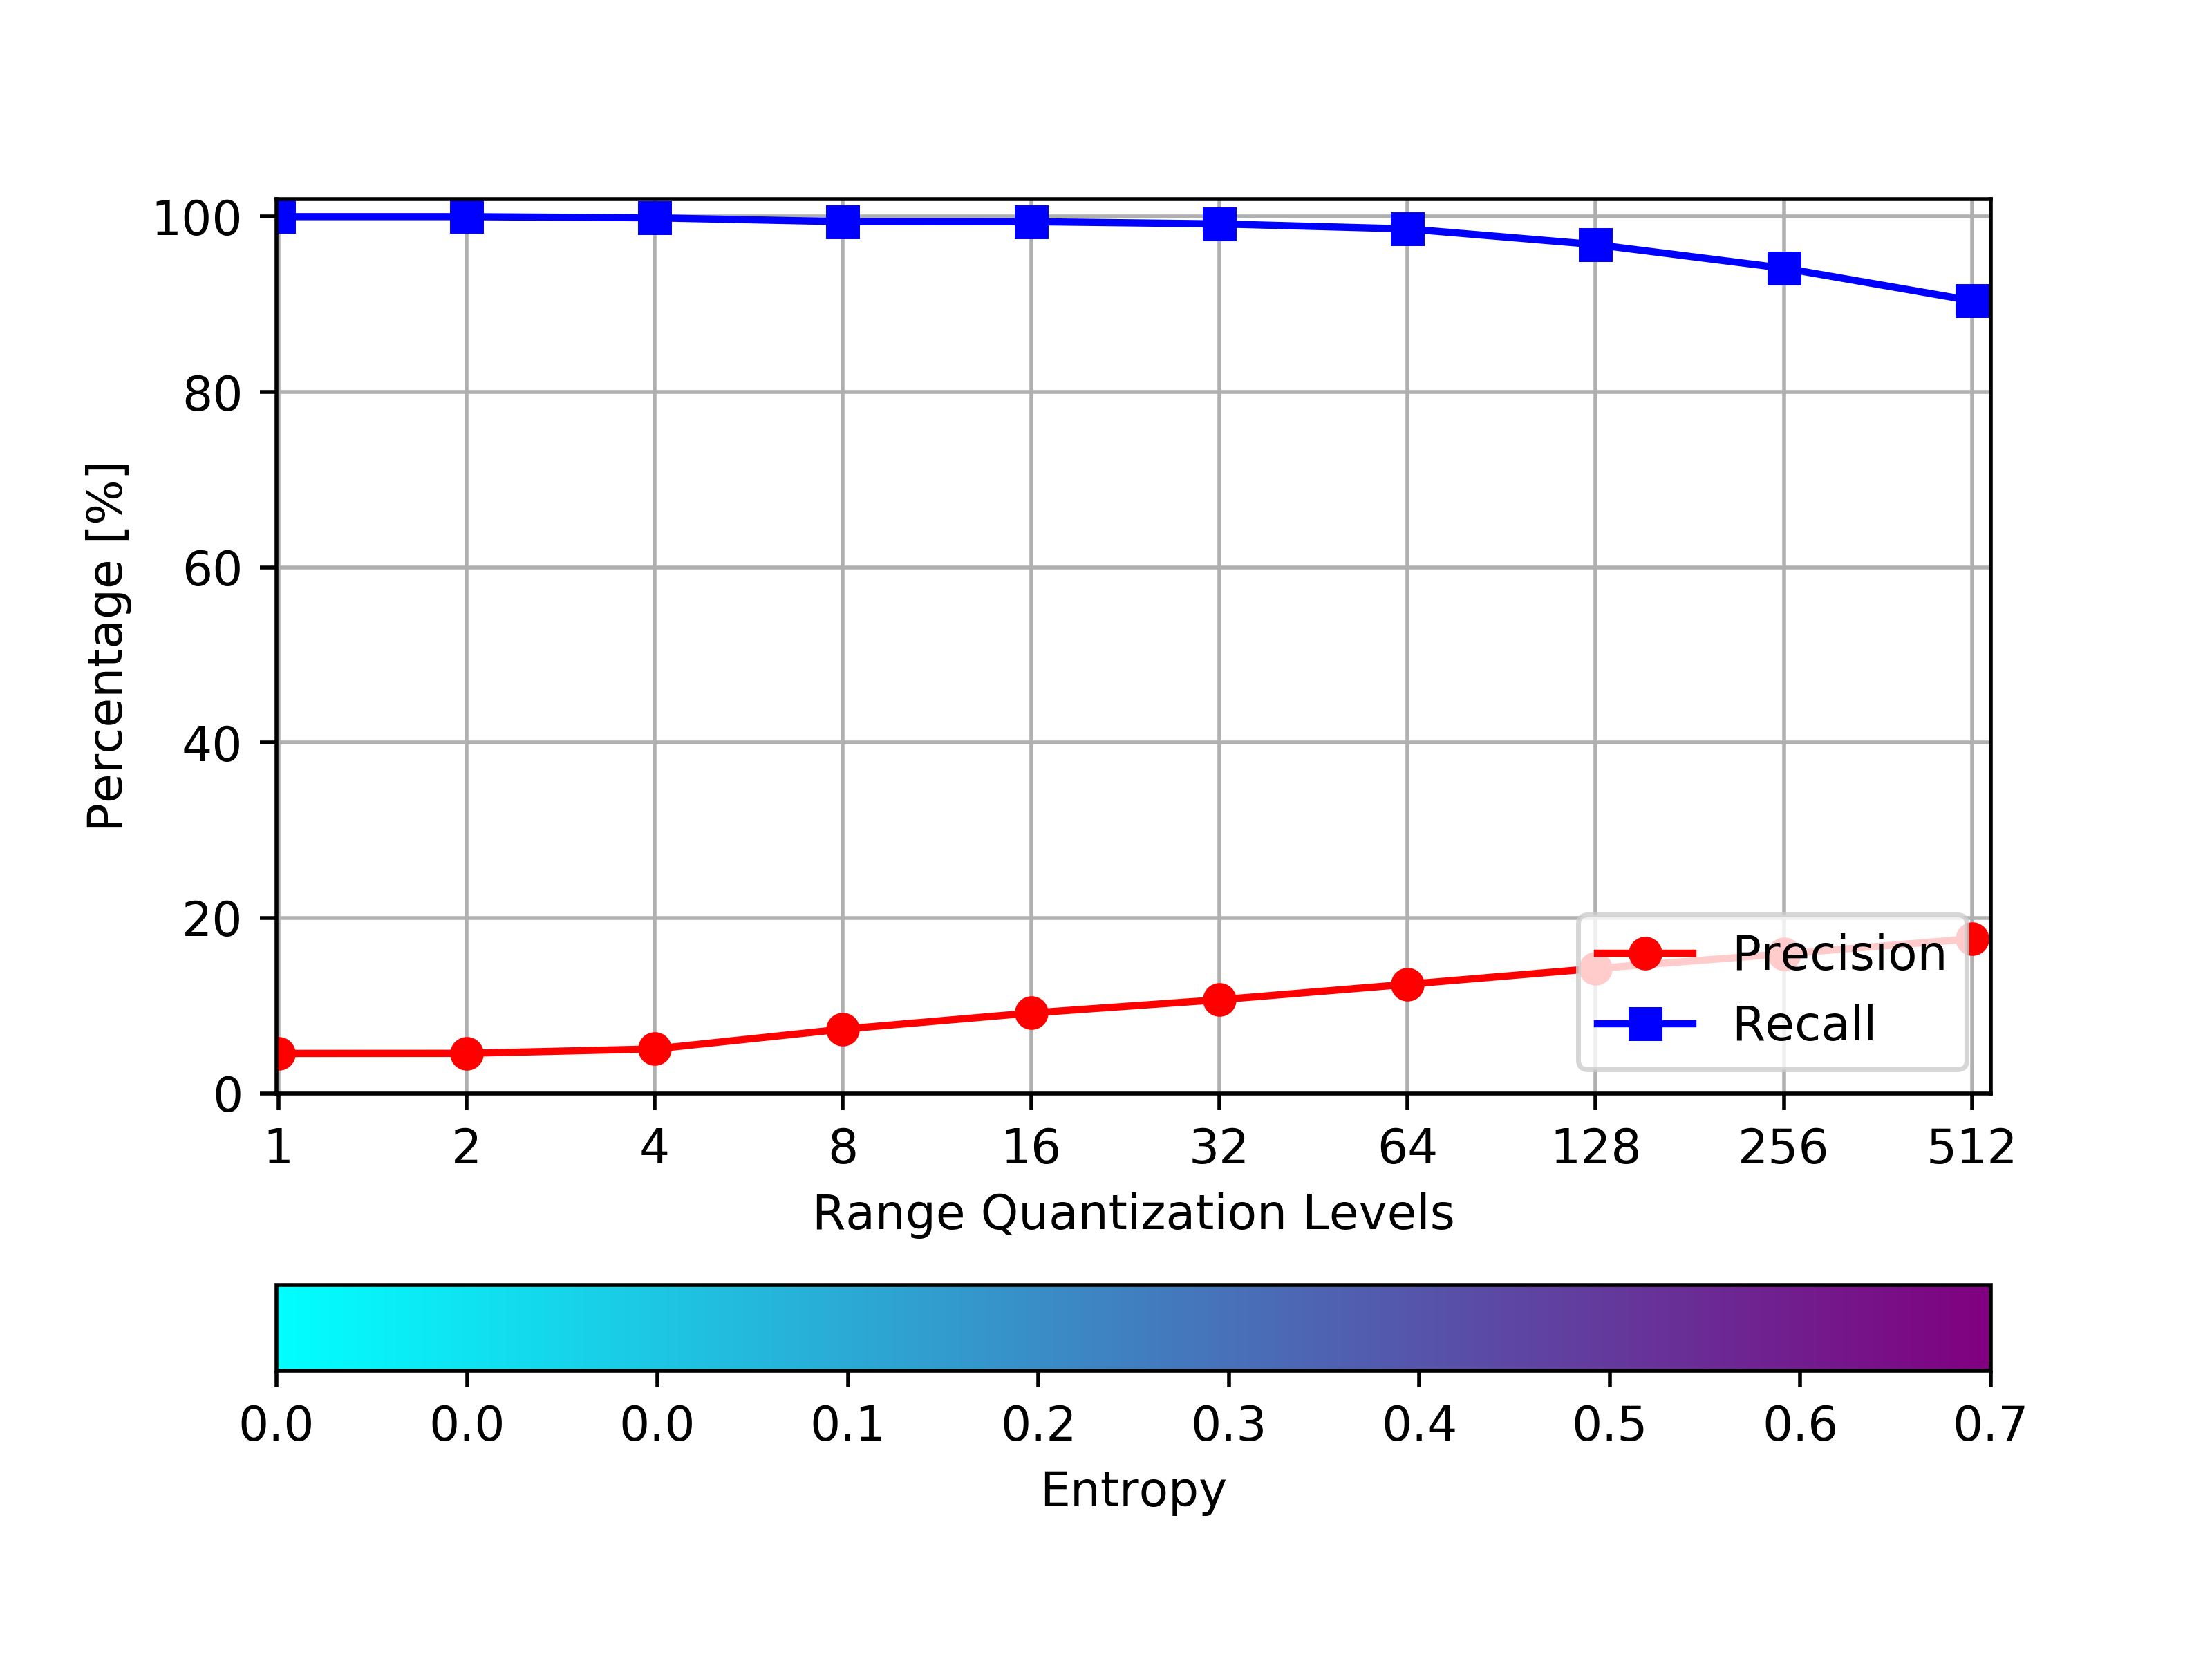 100
80
60
40
20
0
Percentage [%]
Precision
Recall
1 2 4 8 16 32 64 128 256 512
Range Quantization Levels
0.0 0.0 0.0 0.1 0.2 0.3 0.4 0.5 0.6 0.7
Entropy